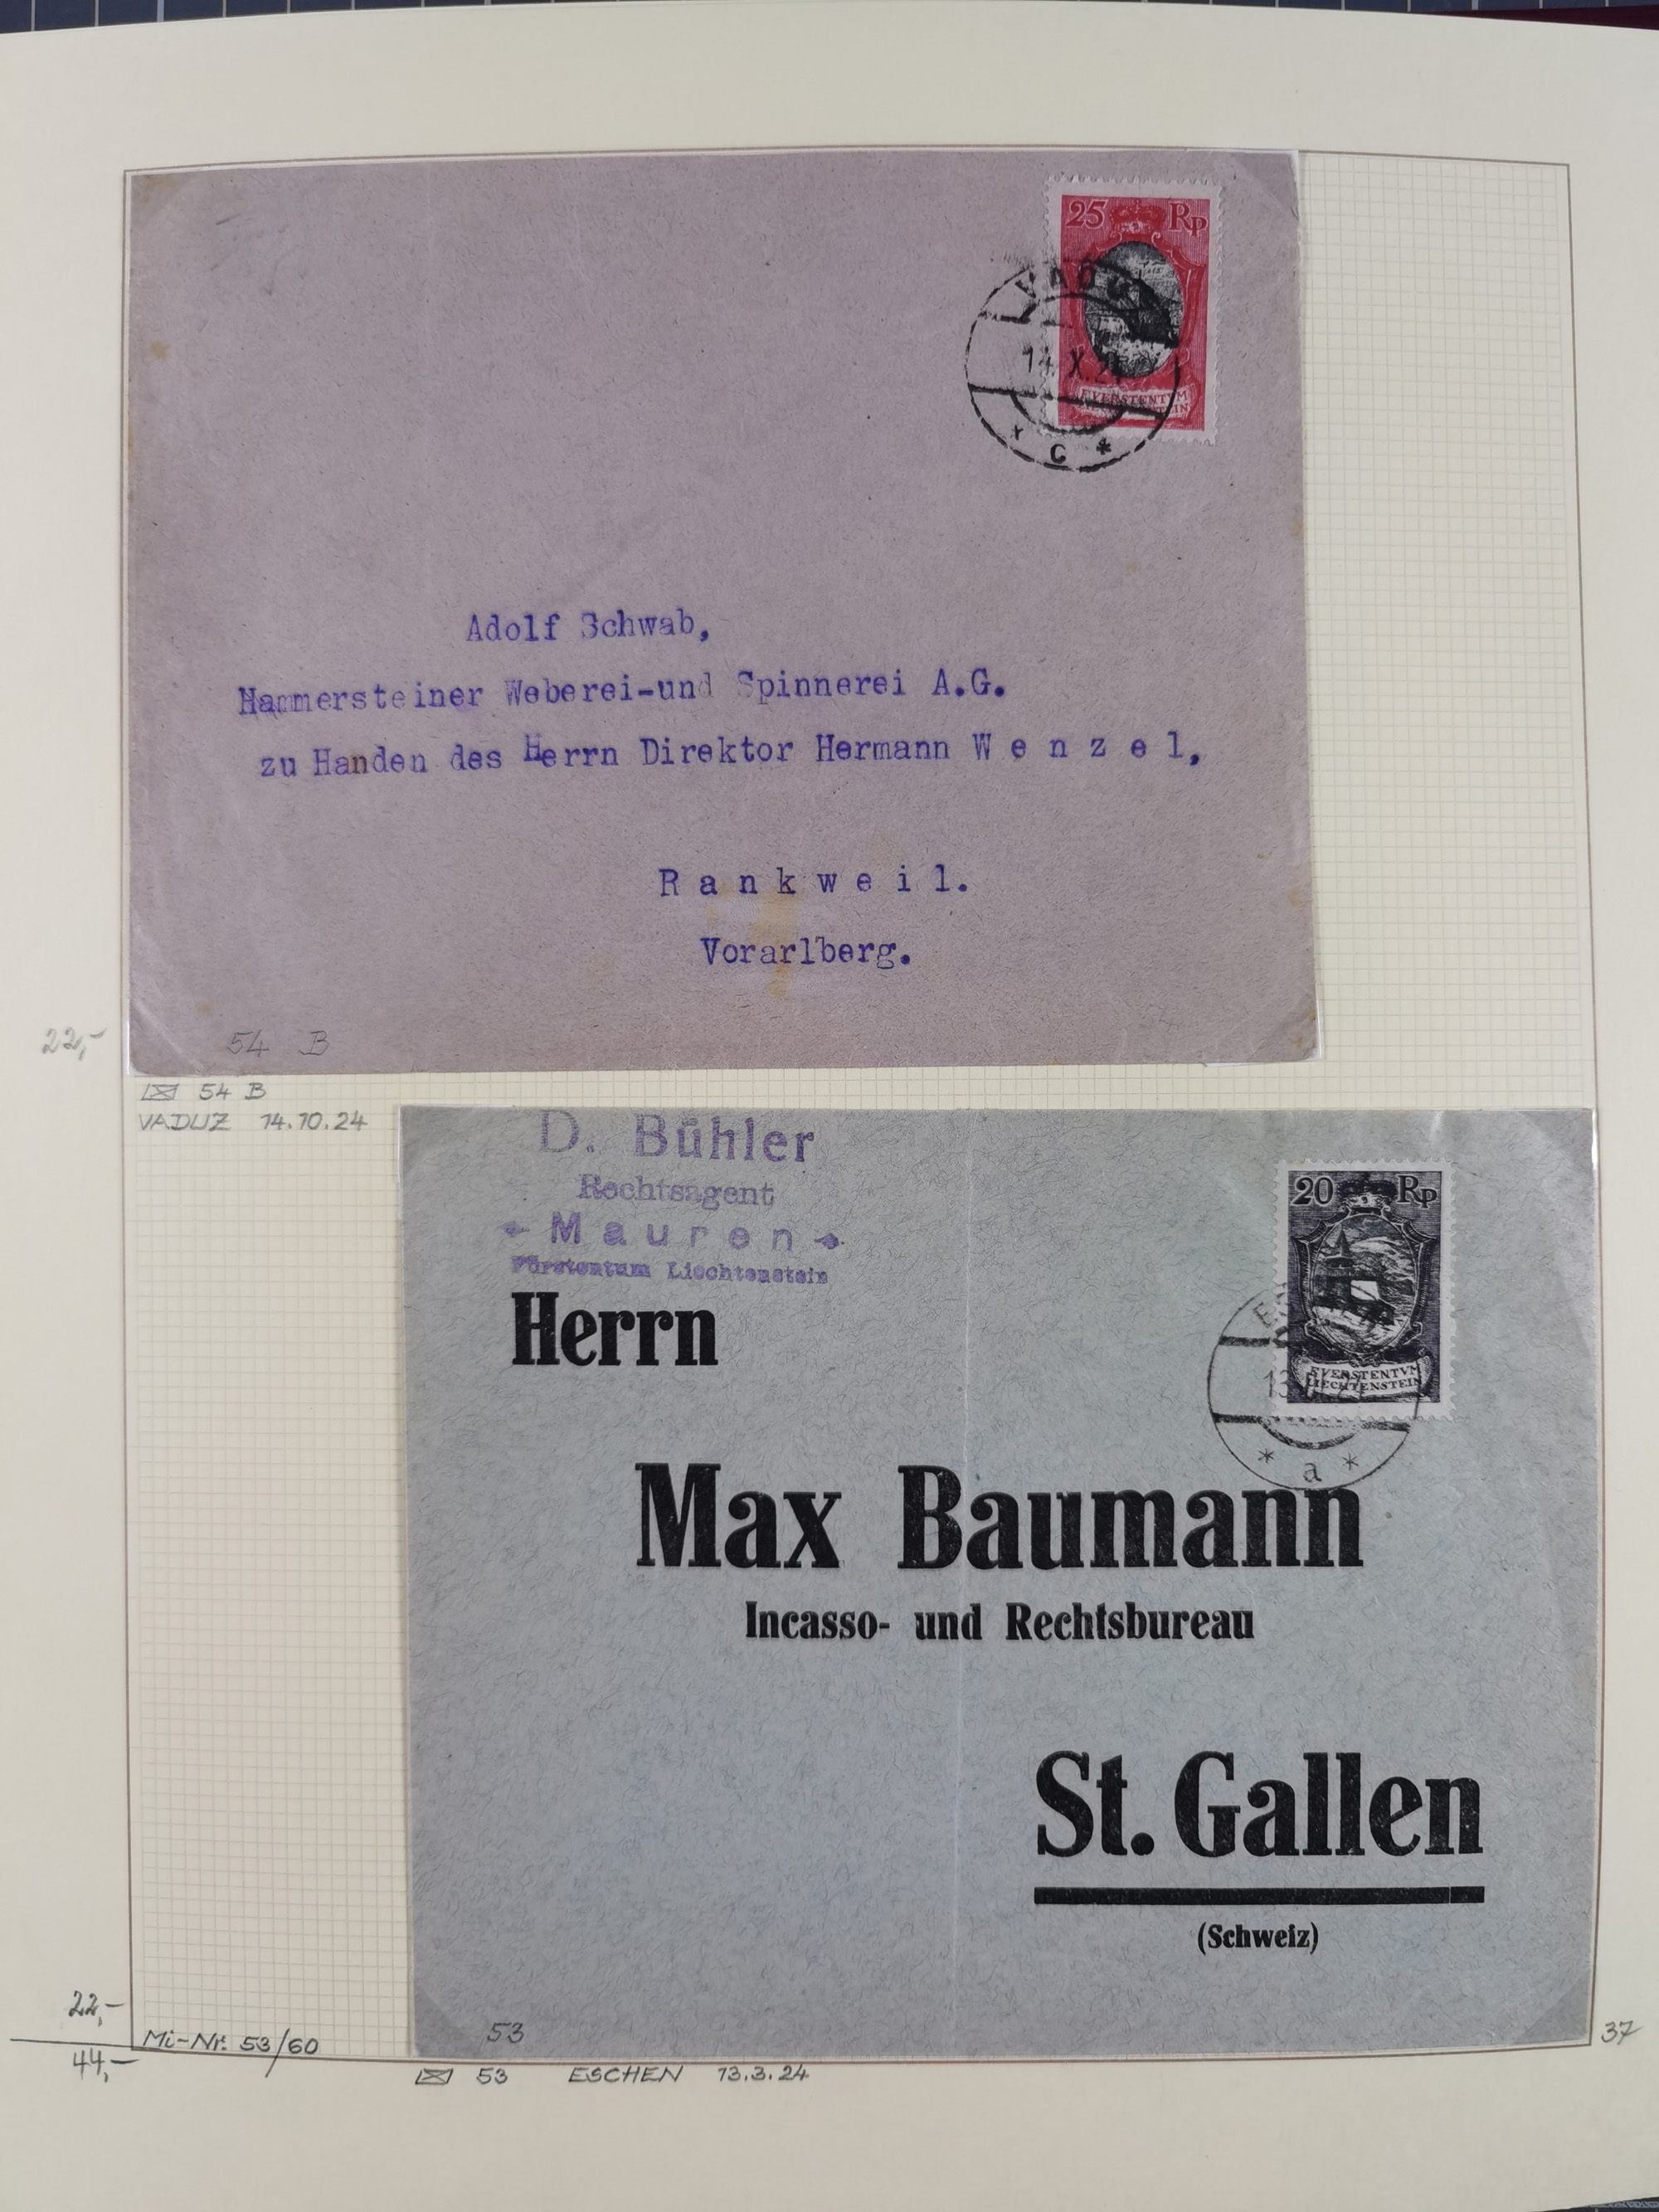 25 Rp
VADUZ
14.X.24
FVERSTENTVM
LIECHTENSTEIN
* c *
Adolf Schwab,
Hammersteiner Weberei-und Spinnerei A.G.
zu Handen des Herrn Direktor Hermann W e n z e l,
R a n k w e i l.
Vorarlberg.
54 B
22,-
54 B
VADUZ 14.10.24
D. Bühler
Rechtsagent
M a u r e n
Fürstentum Liechtenstein
20 Rp
FVERSTENTVM
LIECHTENSTEIN
* a *
Herrn
Max Baumann
Incasso- und Rechtsbureau
St. Gallen
(Schweiz)
53
22,-
Mi-Nr. 53/60
37
44,-
53 ESCHEN 13.3.24